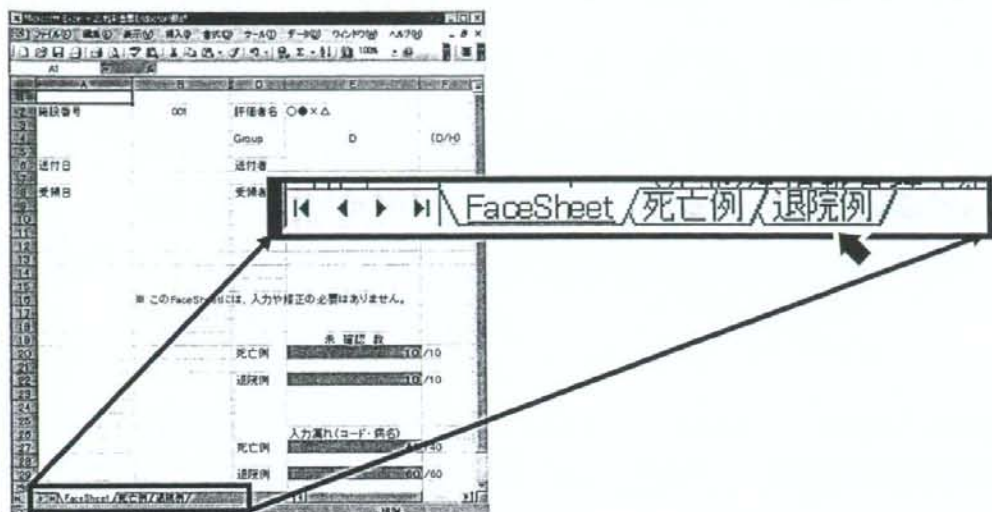 ファイル(F) 編集(E) 表示(V) 挿入(I) 書式(O) ツール(T) データ(D) ウィンドウ(W) ヘルプ(H)
100%
A1
A B D E F
施設番号 001 評価者名 ○●×△
Group D (D/H)
送付日 送付者
受領日
FaceSheet 死亡例 退院例
※ このFaceSheetには、入力や修正の必要はありません。
未確認数
死亡例 10 /10
退院例 10 /10
入力漏れ(コード・病名)
死亡例 /40
退院例 60 /60
FaceSheet 死亡例 退院例